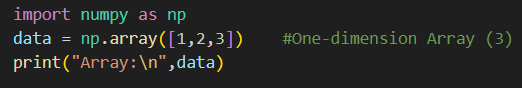 import numpy as np
data = np.array([1,2,3])    #One-dimension Array (3)
print("Array:\n",data)